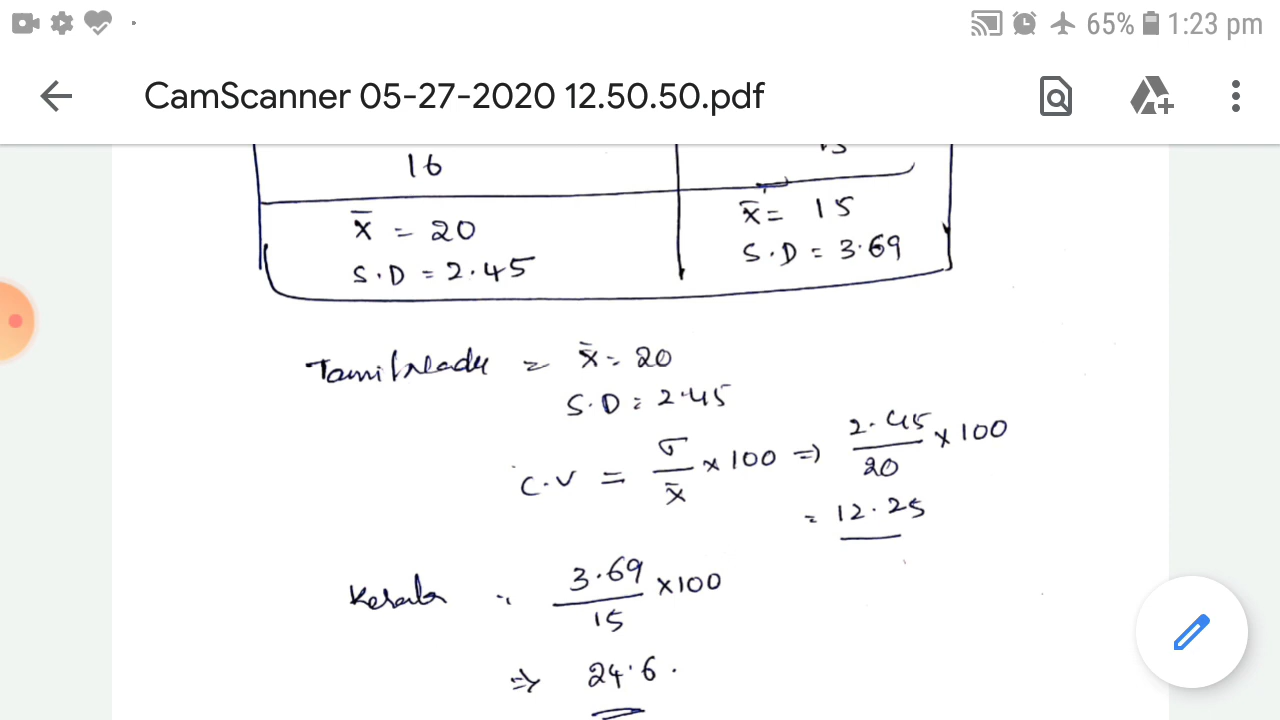 65% 1:23 pm
CamScanner 05-27-2020 12.50.50.pdf
16
x̄ = 20
S.D = 2.45
x̄ = 15
S.D = 3.69
Tamilnadu = x̄ = 20
S.D = 2.45
C.V = σ/x̄ × 100 => 2.45/20 × 100
= 12.25
Kerala = 3.69/15 ×100
=> 24.6.